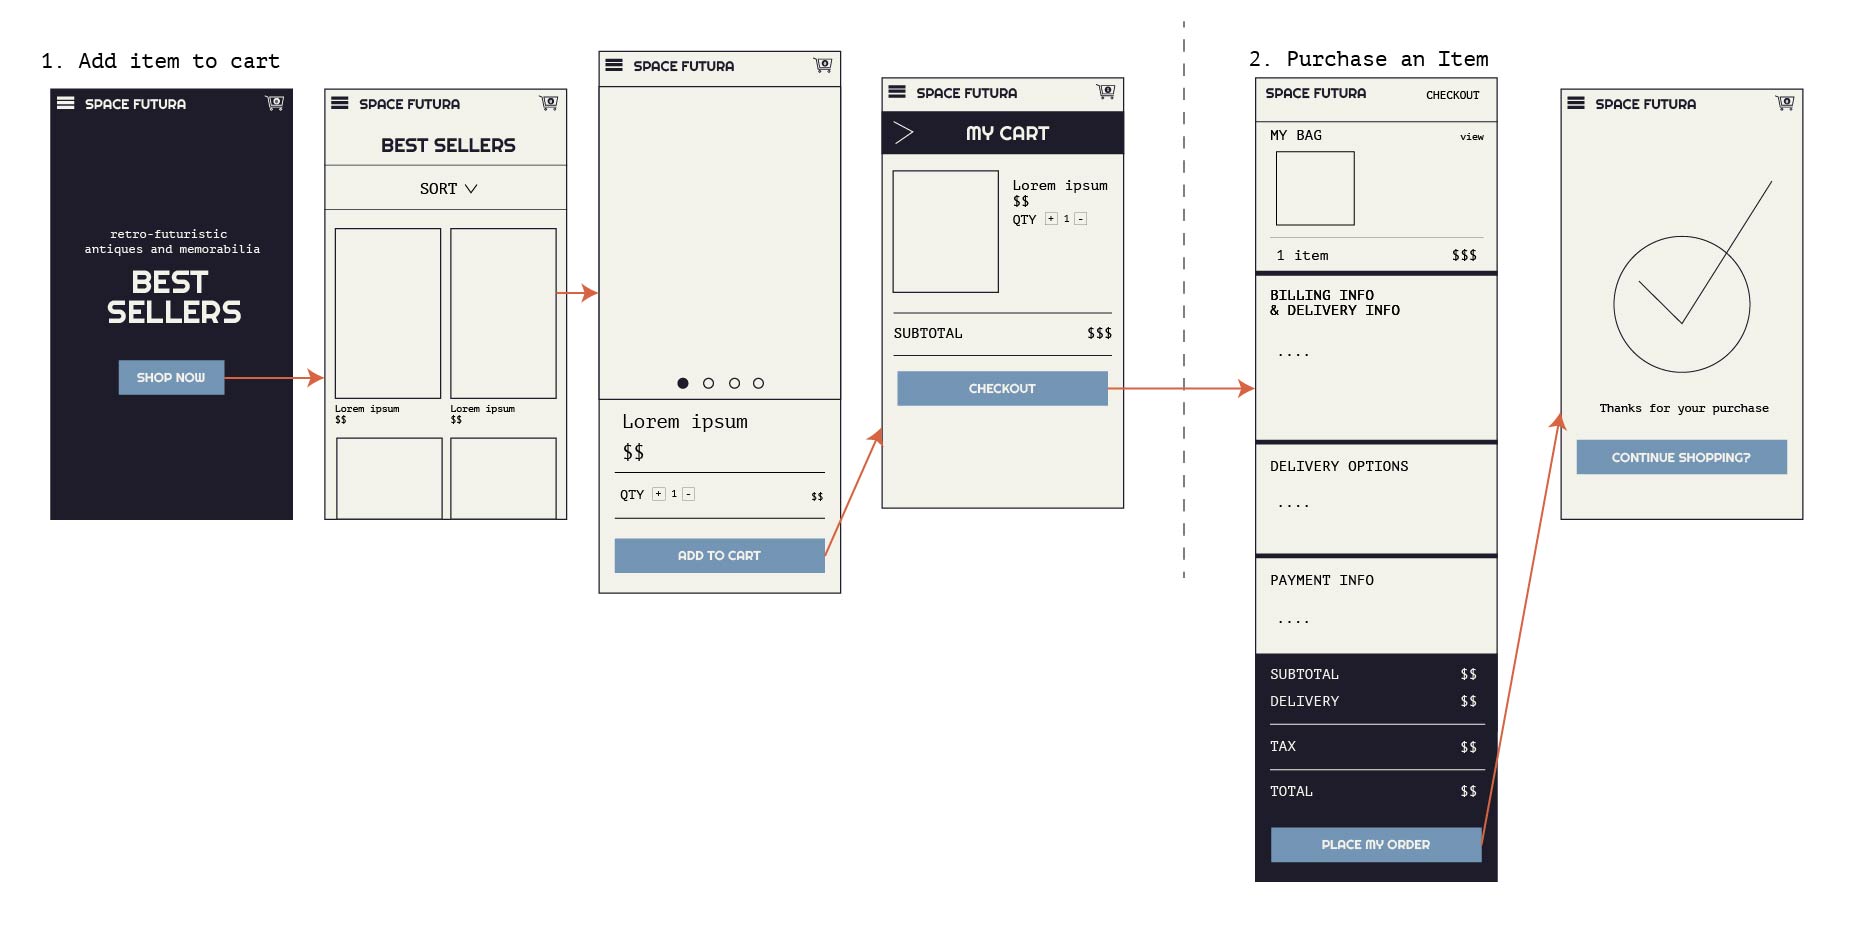 1. Add item to cart
SPACE FUTURA
retro-futuristic
antiques and memorabilia
BEST
SELLERS
SHOP NOW
SPACE FUTURA
BEST SELLERS
SORT
Lorem ipsum
$$
Lorem ipsum
$$
SPACE FUTURA
Lorem ipsum
$$
QTY + 1 - $$
ADD TO CART
SPACE FUTURA
MY CART
Lorem ipsum
$$
QTY + 1 -
SUBTOTAL $$$
CHECKOUT
2. Purchase an Item
SPACE FUTURA CHECKOUT
MY BAG view
1 item $$$
BILLING INFO
& DELIVERY INFO
....
DELIVERY OPTIONS
....
PAYMENT INFO
....
SUBTOTAL $$
DELIVERY $$
TAX $$
TOTAL $$
PLACE MY ORDER
SPACE FUTURA
Thanks for your purchase
CONTINUE SHOPPING?